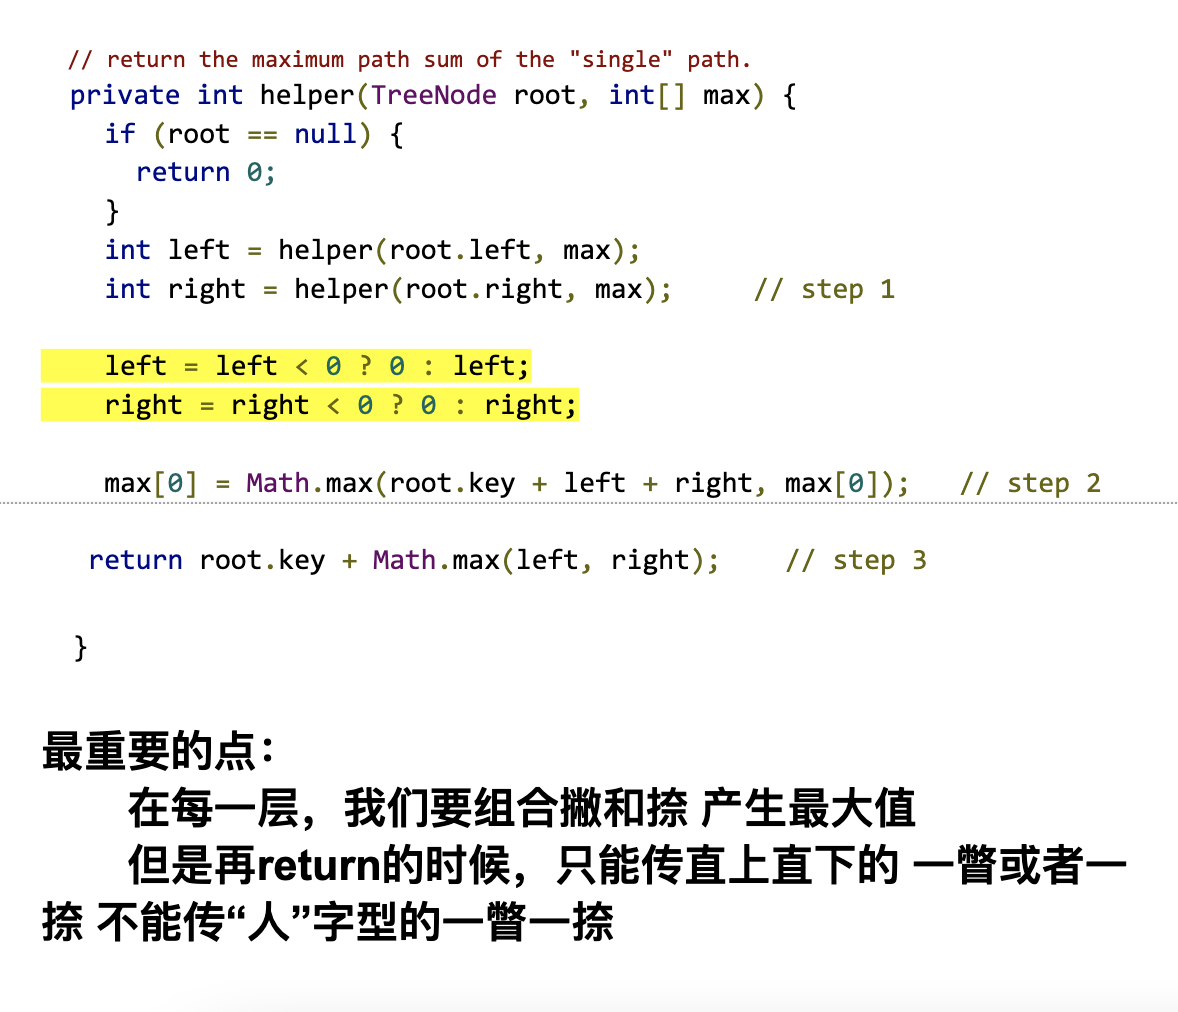 // return the maximum path sum of the "single" path.
private int helper(TreeNode root, int[] max) {
if (root == null) {
return 0;
}
int left = helper(root.left, max);
int right = helper(root.right, max);     // step 1
left = left < 0 ? 0 : left;
right = right < 0 ? 0 : right;
max[0] = Math.max(root.key + left + right, max[0]);   // step 2
return root.key + Math.max(left, right);    // step 3
}
最重要的点：
在每一层，我们要组合撇和捺 产生最大值
但是再return的时候，只能传直上直下的 一瞥或者一
捺 不能传“人”字型的一瞥一捺